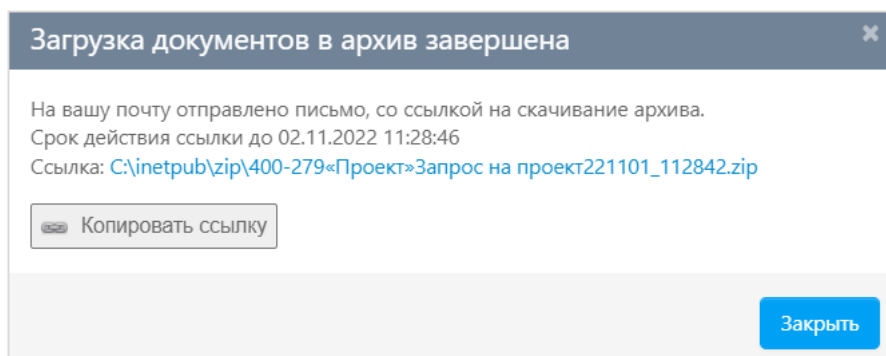 Загрузка документов в архив завершена
На вашу почту отправлено письмо, со ссылкой на скачивание архива.
Срок действия ссылки до 02.11.2022 11:28:46
Ссылка: C:\inetpub\zip\400-279«Проект»Запрос на проект221101_112842.zip
Копировать ссылку
Закрыть